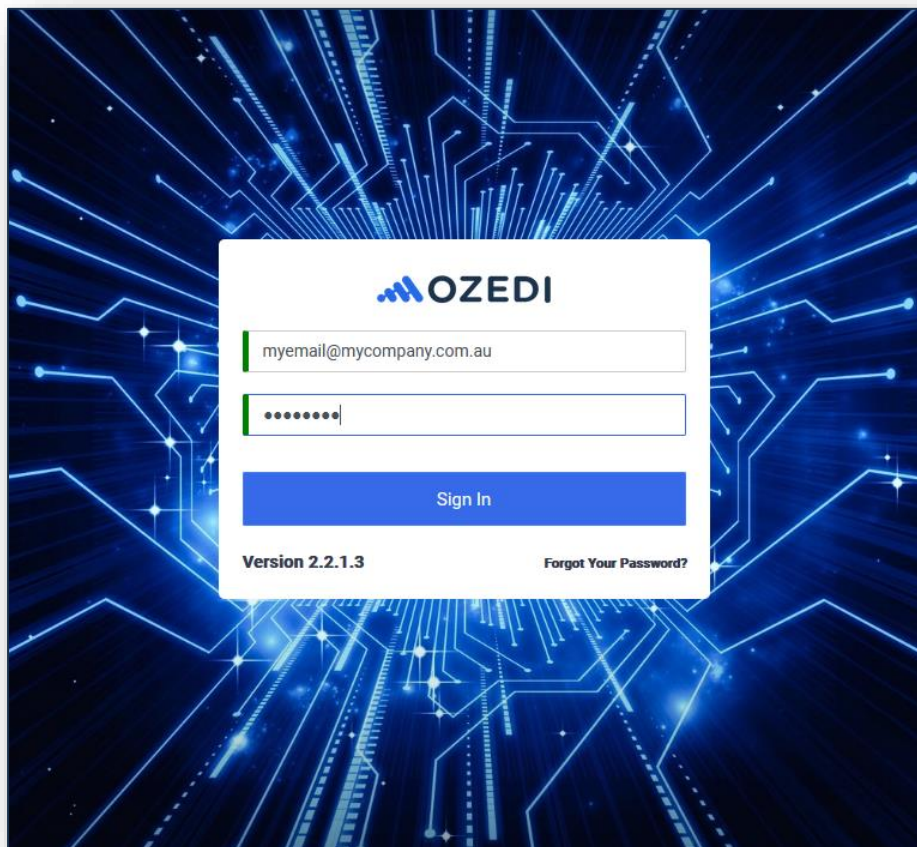 OZEDI
myemail@mycompany.com.au
••••••••
Sign In
Version 2.2.1.3 Forgot Your Password?